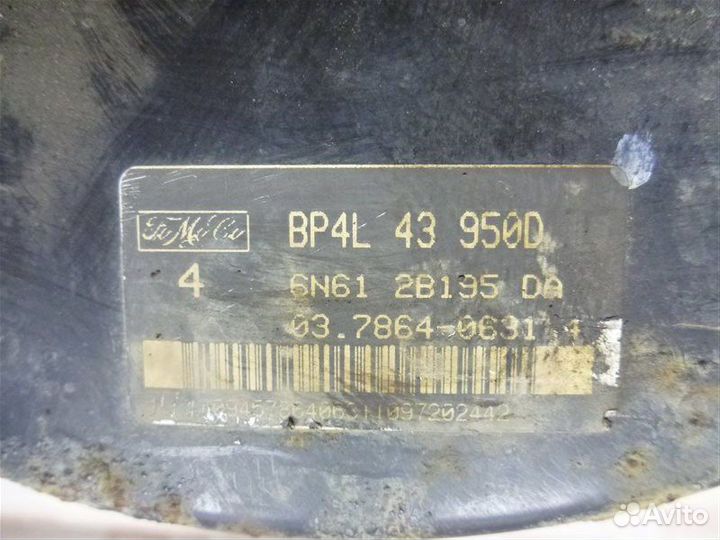 FoMoCo
BP4L 43 950D
4
6N61 2B195 DA
03.7864-0631 4
Avito